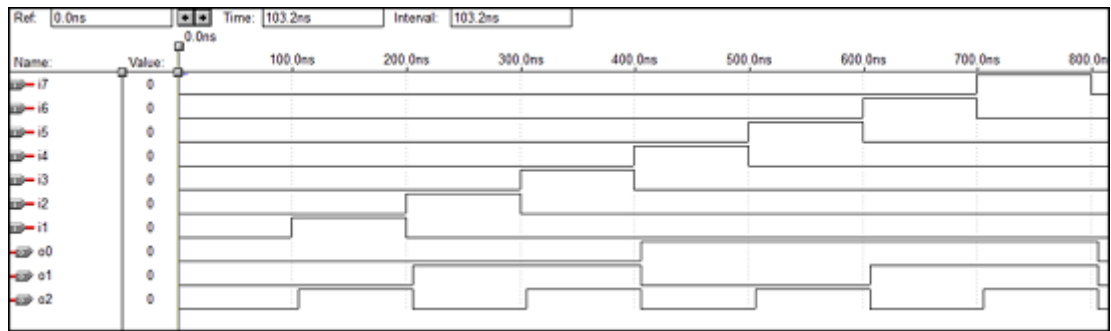 Ref: 0.0ns Time: 103.2ns Interval: 103.2ns
0.0ns
Name: Value: 100.0ns 200.0ns 300.0ns 400.0ns 500.0ns 600.0ns 700.0ns 800.0n
i7 0
i6 0
i5 0
i4 0
i3 0
i2 0
i1 0
o0 0
o1 0
o2 0